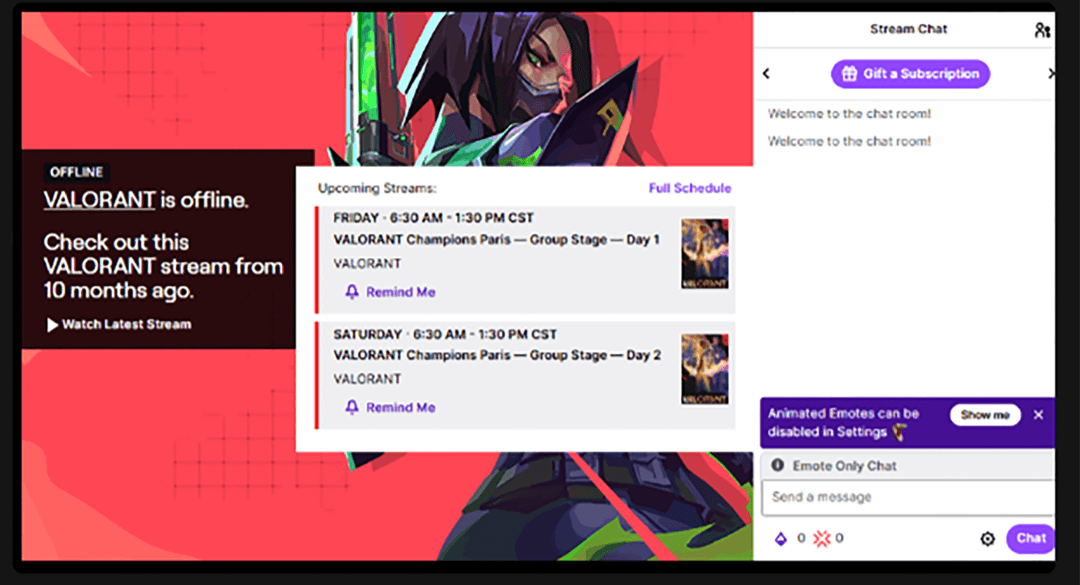 Stream Chat
Gift a Subscription
Welcome to the chat room!
Welcome to the chat room!
OFFLINE
VALORANT is offline.
Check out this
VALORANT stream from
10 months ago.
Watch Latest Stream
Upcoming Streams:
Full Schedule
FRIDAY · 6:30 AM - 1:30 PM CST
VALORANT Champions Paris — Group Stage — Day 1
VALORANT
Remind Me
VALORANT
SATURDAY · 6:30 AM - 1:30 PM CST
VALORANT Champions Paris — Group Stage — Day 2
VALORANT
Remind Me
VALORANT
Animated Emotes can be
disabled in Settings
Show me
Emote Only Chat
Send a message
0
0
Chat